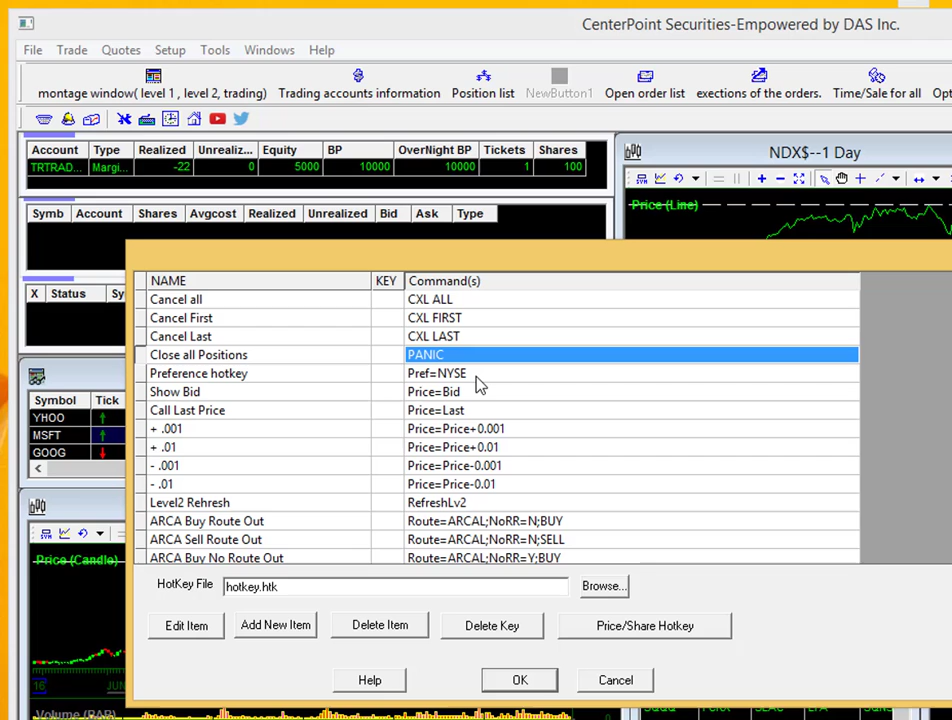 CenterPoint Securities-Empowered by DAS Inc.
File Trade Quotes Setup Tools Windows Help
montage window( level 1 , level 2, trading) Trading accounts information Position list NewButton1 Open order list exections of the orders. Time/Sale for all
Account Type Realized Unrealiz... Equity BP OverNight BP Tickets Shares
TRTRAD... Margi... -22 0 5000 10000 10000 1 100
NDX$--1 Day
Price (Line)
Symb Account Shares Avgcost Realized Unrealized Bid Ask Type
X Status
NAME KEY Command(s)
Cancel all CXL ALL
Cancel First CXL FIRST
Cancel Last CXL LAST
Close all Positions PANIC
Preference hotkey Pref=NYSE
Show Bid Price=Bid
Call Last Price Price=Last
+ .001 Price=Price+0.001
+ .01 Price=Price+0.01
- .001 Price=Price-0.001
- .01 Price=Price-0.01
Level2 Rehresh RefreshLv2
ARCA Buy Route Out Route=ARCAL;NoRR=N;BUY
ARCA Sell Route Out Route=ARCAL;NoRR=N;SELL
ARCA Buy No Route Out Route=ARCAL;NoRR=Y;BUY
Symbol Tick
YHOO
MSFT
GOOG
Price (Candle)
16
HotKey File hotkey.htk Browse...
Edit Item Add New Item Delete Item Delete Key Price/Share Hotkey
Help OK Cancel
Volume (BAR)